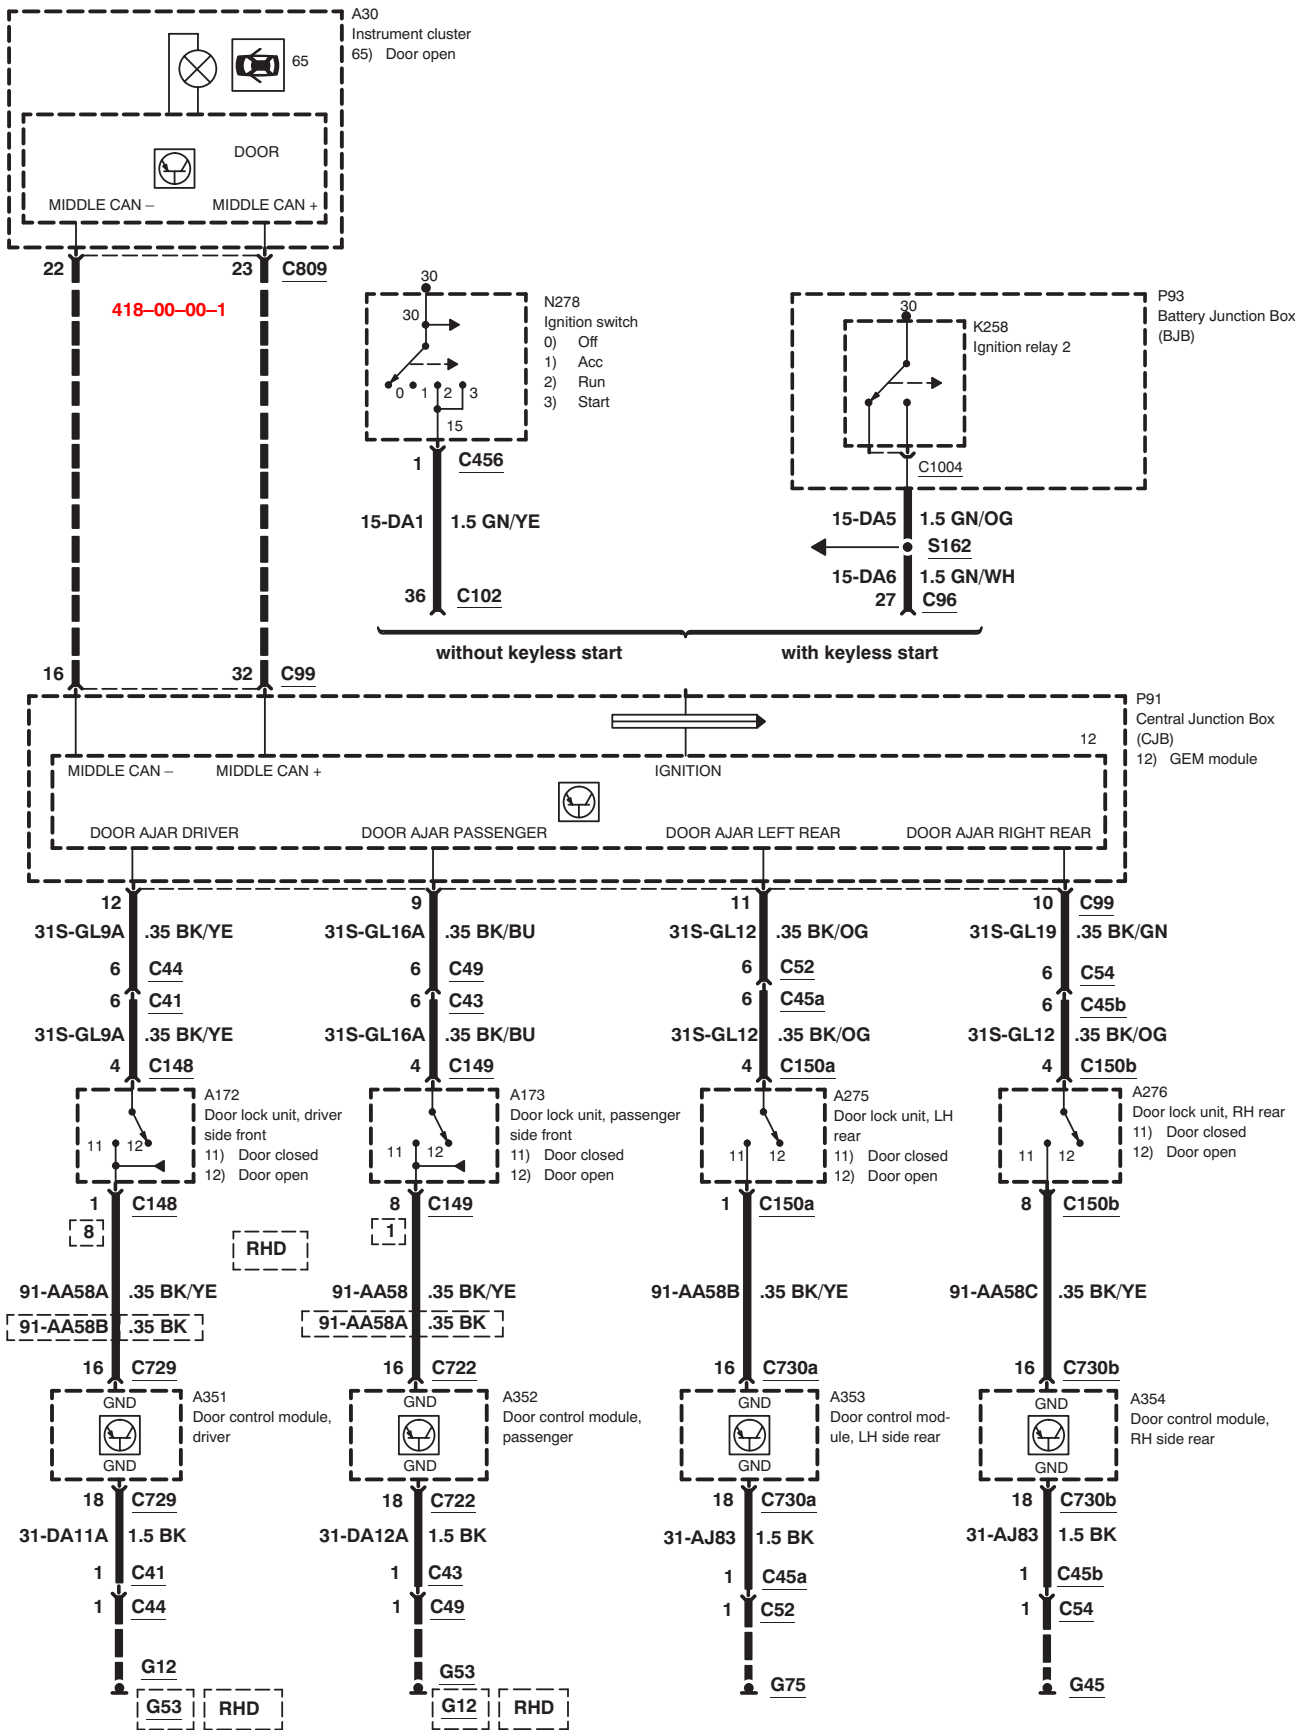 A30
Instrument cluster
65) Door open
65
DOOR
MIDDLE CAN – MIDDLE CAN +
22 23 C809
418–00–00–1
30
30
0 1 2 3
15
N278
Ignition switch
0) Off
1) Acc
2) Run
3) Start
1 C456
15-DA1 1.5 GN/YE
36 C102
30
K258
Ignition relay 2
C1004
P93
Battery Junction Box
(BJB)
15-DA5 1.5 GN/OG
S162
15-DA6 1.5 GN/WH
27 C96
without keyless start with keyless start
16 32 C99
P91
Central Junction Box
(CJB)
12) GEM module
12
MIDDLE CAN – MIDDLE CAN + IGNITION
DOOR AJAR DRIVER DOOR AJAR PASSENGER DOOR AJAR LEFT REAR DOOR AJAR RIGHT REAR
12 9 11 10 C99
31S-GL9A .35 BK/YE 31S-GL16A .35 BK/BU 31S-GL12 .35 BK/OG 31S-GL19 .35 BK/GN
6 C44 6 C49 6 C52 6 C54
6 C41 6 C43 6 C45a 6 C45b
31S-GL9A .35 BK/YE 31S-GL16A .35 BK/BU 31S-GL12 .35 BK/OG 31S-GL12 .35 BK/OG
4 C148 4 C149 4 C150a 4 C150b
11 12
A172
Door lock unit, driver
side front
11) Door closed
12) Door open
11 12
A173
Door lock unit, passenger
side front
11) Door closed
12) Door open
11 12
A275
Door lock unit, LH
rear
11) Door closed
12) Door open
11 12
A276
Door lock unit, RH rear
11) Door closed
12) Door open
1 C148 8 C149 1 C150a 8 C150b
8 RHD 1
91-AA58A .35 BK/YE 91-AA58 .35 BK/YE 91-AA58B .35 BK/YE 91-AA58C .35 BK/YE
91-AA58B .35 BK 91-AA58A .35 BK
16 C729 16 C722 16 C730a 16 C730b
GND
GND
A351
Door control module,
driver
GND
GND
A352
Door control module,
passenger
GND
GND
A353
Door control mod-
ule, LH side rear
GND
GND
A354
Door control module,
RH side rear
18 C729 18 C722 18 C730a 18 C730b
31-DA11A 1.5 BK 31-DA12A 1.5 BK 31-AJ83 1.5 BK 31-AJ83 1.5 BK
1 C41 1 C43 1 C45a 1 C45b
1 C44 1 C49 1 C52 1 C54
G12 G53 G75 G45
G53 RHD G12 RHD